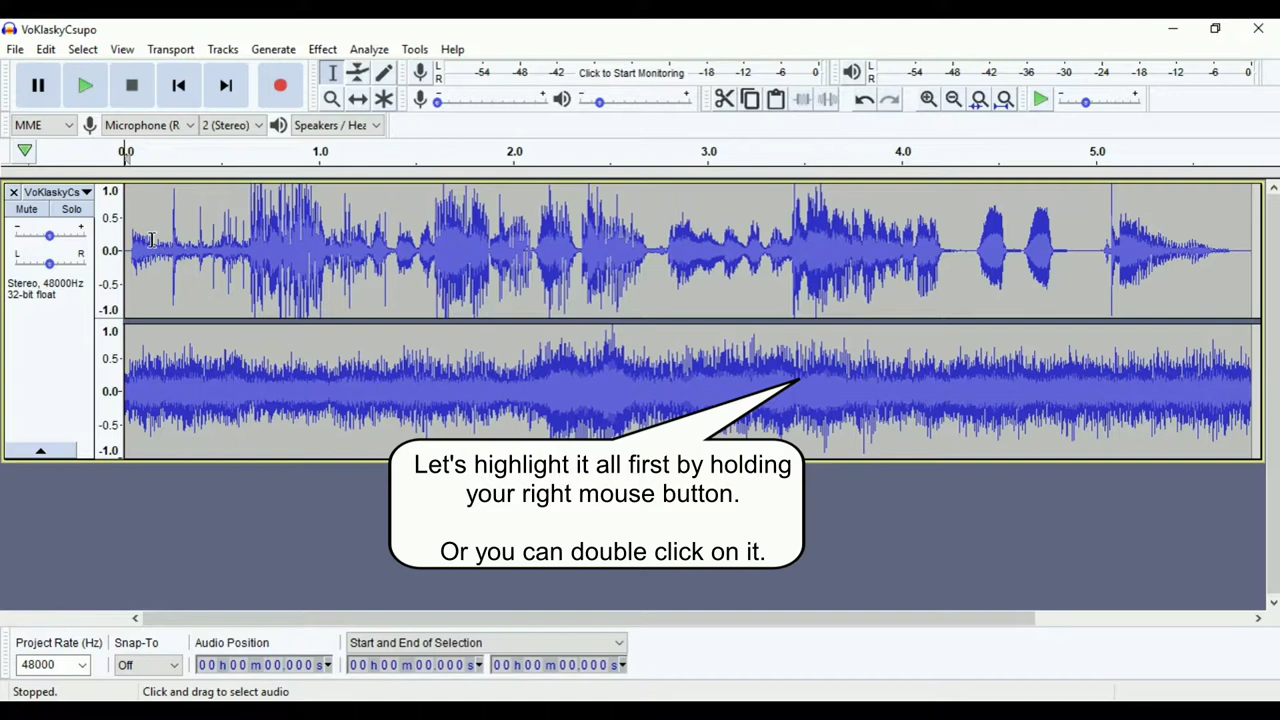 VoKlaskyCsupo
File Edit Select View Transport Tracks Generate Effect Analyze Tools Help
L R -54 -48 -42 Click to Start Monitoring -18 -12 -6 0 L R -54 -48 -42 -36 -30 -24 -18 -12 -6 0
MME Microphone (R 2 (Stereo) Speakers / Hea
0.0 1.0 2.0 3.0 4.0 5.0
VoKlaskyCs 1.0
Mute Solo 0.5
- + 0.0
L R -0.5
Stereo, 48000Hz
32-bit float -1.0
1.0
0.5
0.0
-0.5
-1.0
Let's highlight it all first by holding
your right mouse button.
Or you can double click on it.
Project Rate (Hz) Snap-To Audio Position Start and End of Selection
48000 Off 00 h 00 m 00.000 s 00 h 00 m 00.000 s 00 h 00 m 00.000 s
Stopped. Click and drag to select audio